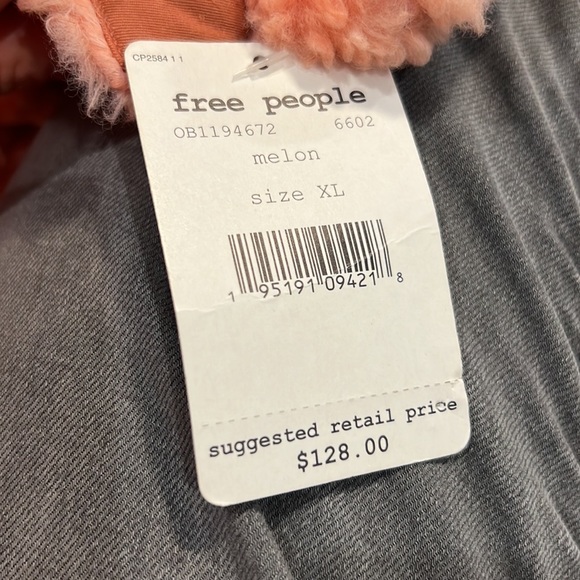 CP2584 1 1
free people
OB1194672 6602
melon
size XL
1 95191 09421 8
suggested retail price
$128.00